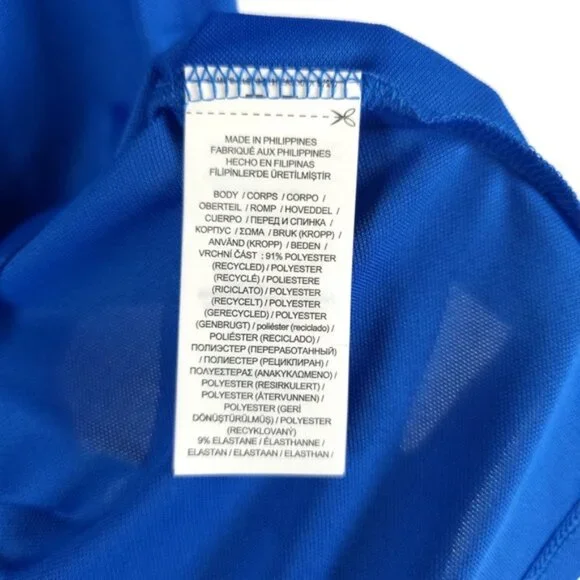 MADE IN PHILIPPINES
FABRIQUÉ AUX PHILIPPINES
HECHO EN FILIPINAS
FİLİPİNLER'DE ÜRETİLMİŞTİR
BODY / CORPS / CORPO /
OBERTEIL / ROMP / HOVEDDEL /
CUERPO / ПЕРЕД И СПИНКА /
КОРПУС / ΣΩΜΑ / BRUK (KROPP) /
ANVÄND (KROPP) / BEDEN /
VRCHNÍ ČÁST : 91% POLYESTER
(RECYCLED) / POLYESTER
(RECYCLÉ) / POLIESTERE
(RICICLATO) / POLYESTER
(RECYCELT) / POLYESTER
(GERECYCLED) / POLYESTER
(GENBRUGT) / poliéster (reciclado) /
POLIÉSTER (RECICLADO) /
ПОЛИЭСТЕР (ПЕРЕРАБОТАННЫЙ)
/ ПОЛИЕСТЕР (РЕЦИКЛИРАН) /
ΠΟΛΥΕΣΤΕΡΑΣ (ΑΝΑΚΥΚΛΩΜΕΝΟ) /
POLYESTER (RESIRKULERT) /
POLYESTER (ÅTERVUNNEN) /
POLYESTER (GERİ
DÖNÜŞTÜRÜLMÜŞ) / POLYESTER
(RECYKLOVANÝ)
9% ELASTANE / ÉLASTHANNE /
ELASTAN / ELASTAAN / ELASTHAN /